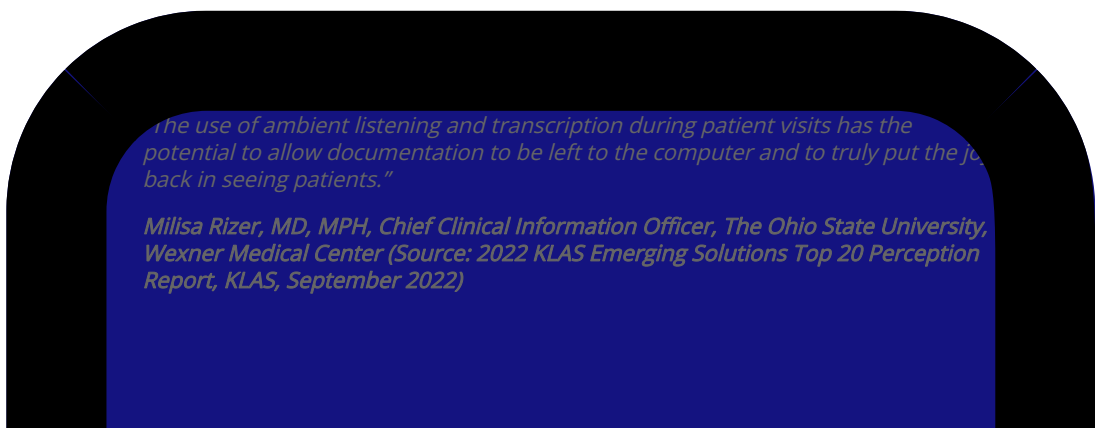 The use of ambient listening and transcription during patient visits has the
potential to allow documentation to be left to the computer and to truly put the
back in seeing patients.”
Milisa Rizer, MD, MPH, Chief Clinical Information Officer, The Ohio State University,
Wexner Medical Center (Source: 2022 KLAS Emerging Solutions Top 20 Perception
Report, KLAS, September 2022)